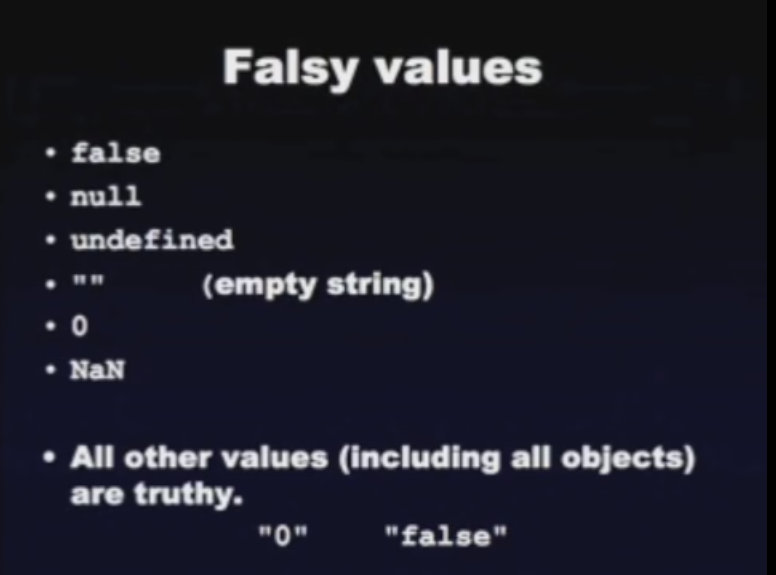 Falsy values
• false
• null
• undefined
• "" (empty string)
• 0
• NaN
• All other values (including all objects)
are truthy.
"0" "false"